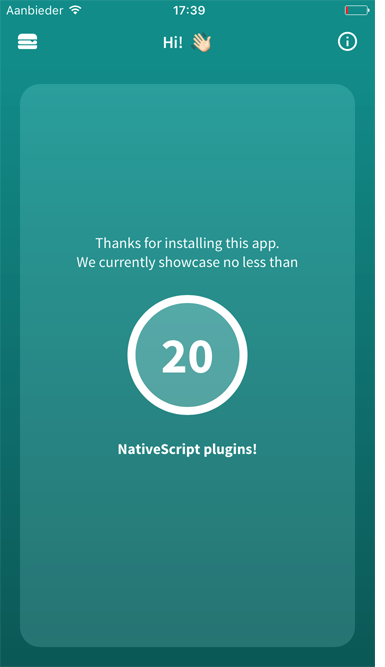 Aanbieder 17:39
Hi! 👋🏻
Thanks for installing this app.
We currently showcase no less than
20
NativeScript plugins!